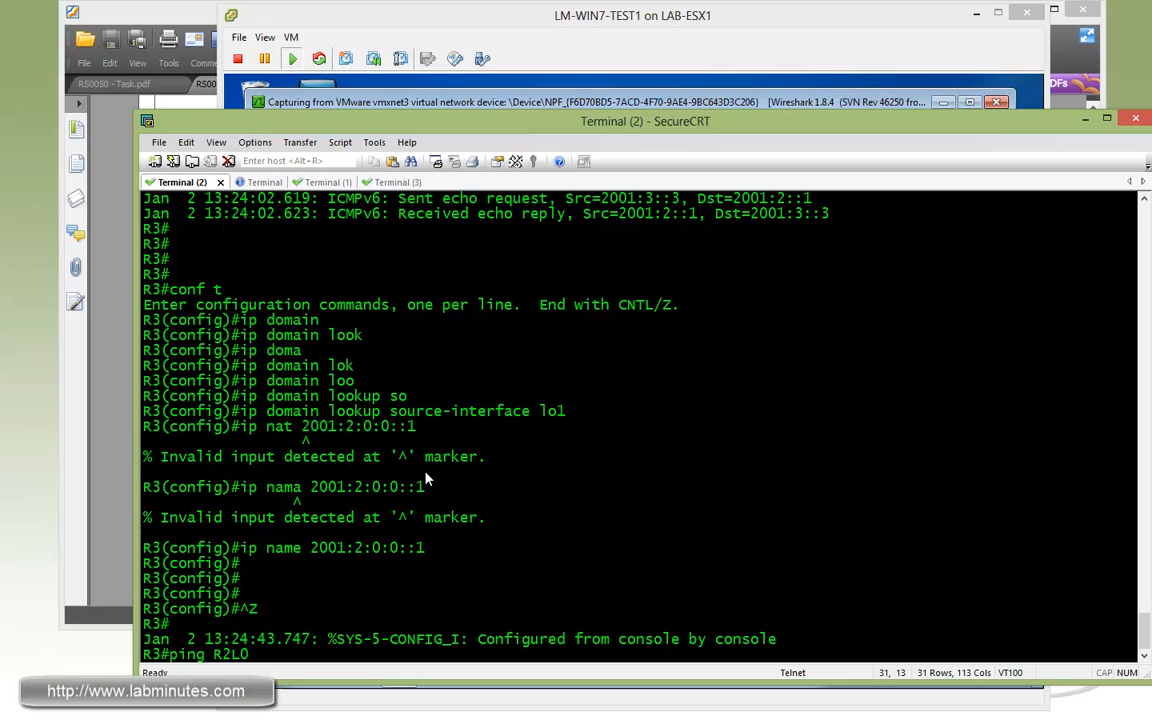 LM-WIN7-TEST1 on LAB-ESX1
File View VM
File Edit View Tools Comme
RS0050 - Task.pdf RS00
DFs
Capturing from VMware vmxnet3 virtual network device: \Device\NPF_{F6D70BD5-7ACD-4F70-9AE4-9BC643D3C206} [Wireshark 1.8.4 (SVN Rev 46250 fro...
Terminal (2) - SecureCRT
File Edit View Options Transfer Script Tools Help
Enter host <Alt+R>
Terminal (2) Terminal Terminal (1) Terminal (3)
Jan  2 13:24:02.619: ICMPv6: Sent echo request, Src=2001:3::3, Dst=2001:2::1
Jan  2 13:24:02.623: ICMPv6: Received echo reply, Src=2001:2::1, Dst=2001:3::3
R3#
R3#
R3#
R3#
R3#conf t
Enter configuration commands, one per line.  End with CNTL/Z.
R3(config)#ip domain
R3(config)#ip domain look
R3(config)#ip doma
R3(config)#ip domain lok
R3(config)#ip domain loo
R3(config)#ip domain lookup so
R3(config)#ip domain lookup source-interface lo1
R3(config)#ip nat 2001:2:0:0::1
^
% Invalid input detected at '^' marker.
R3(config)#ip nama 2001:2:0:0::1
^
% Invalid input detected at '^' marker.
R3(config)#ip name 2001:2:0:0::1
R3(config)#
R3(config)#
R3(config)#
R3(config)#^Z
R3#
Jan  2 13:24:43.747: %SYS-5-CONFIG_I: Configured from console by console
R3#ping R2L0
Ready Telnet 31, 13 31 Rows, 113 Cols VT100 CAP NUM
http://www.labminutes.com